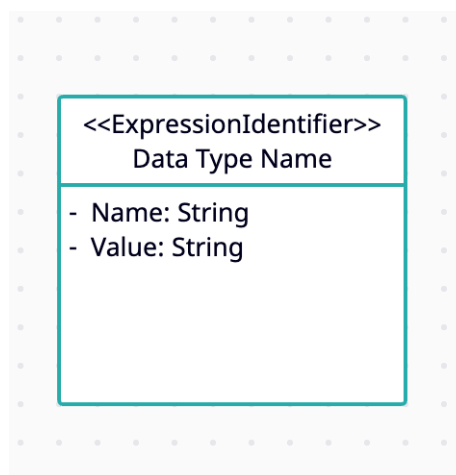 <<ExpressionIdentifier>>
Data Type Name
- Name: String
- Value: String